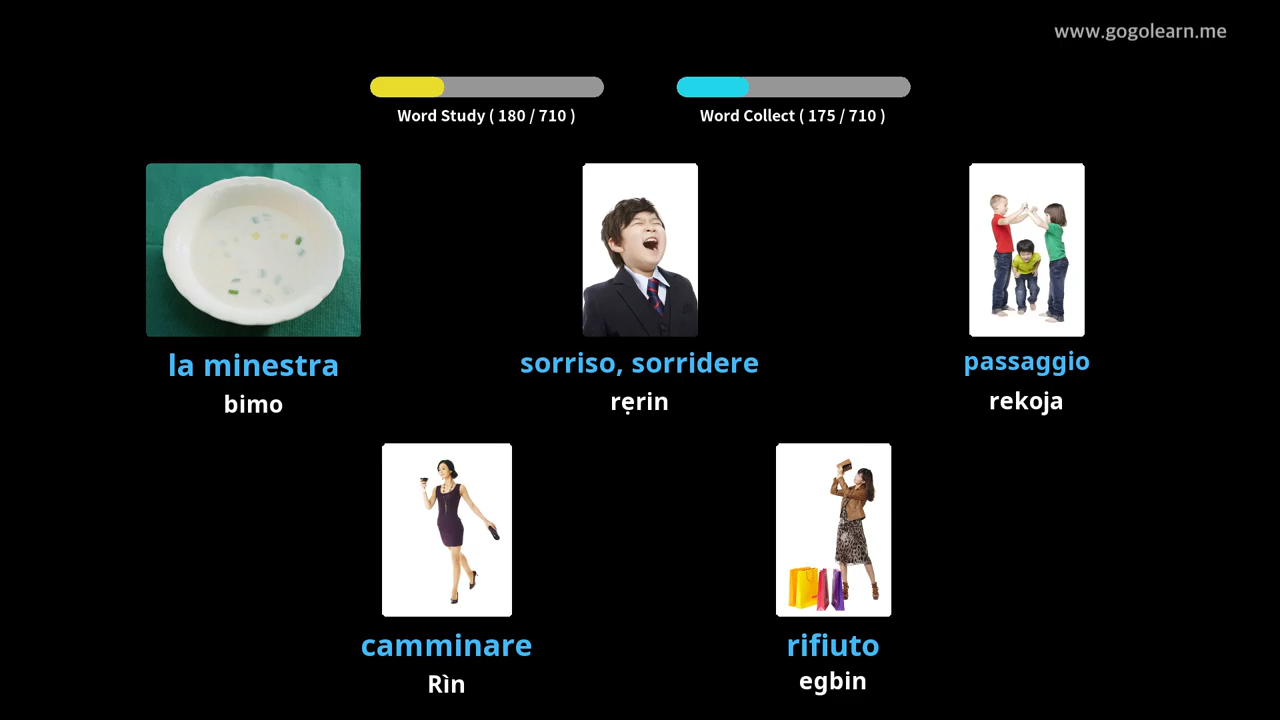 www.gogolearn.me
Word Study ( 180 / 710 )
Word Collect ( 175 / 710 )
la minestra
bimo
sorriso, sorridere
rẹrin
passaggio
rekoja
camminare
Rìn
rifiuto
egbin